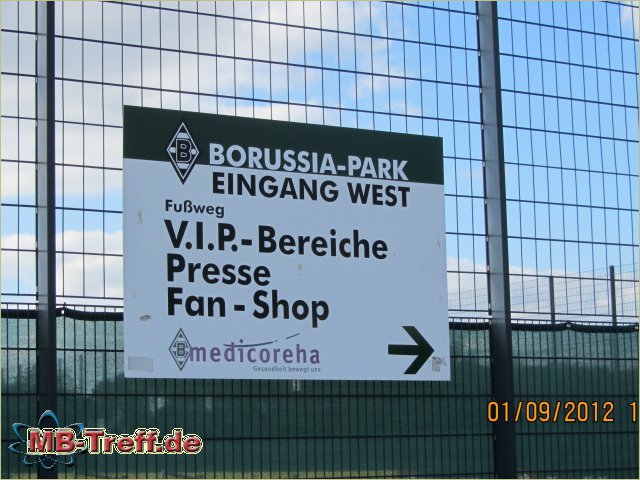 B BORUSSIA-PARK
EINGANG WEST
Fußweg
V.I.P.-Bereiche
Presse
Fan-Shop
B medicoreha
Gesundheit bewegt uns
01/09/2012 1
MB-Treff.de